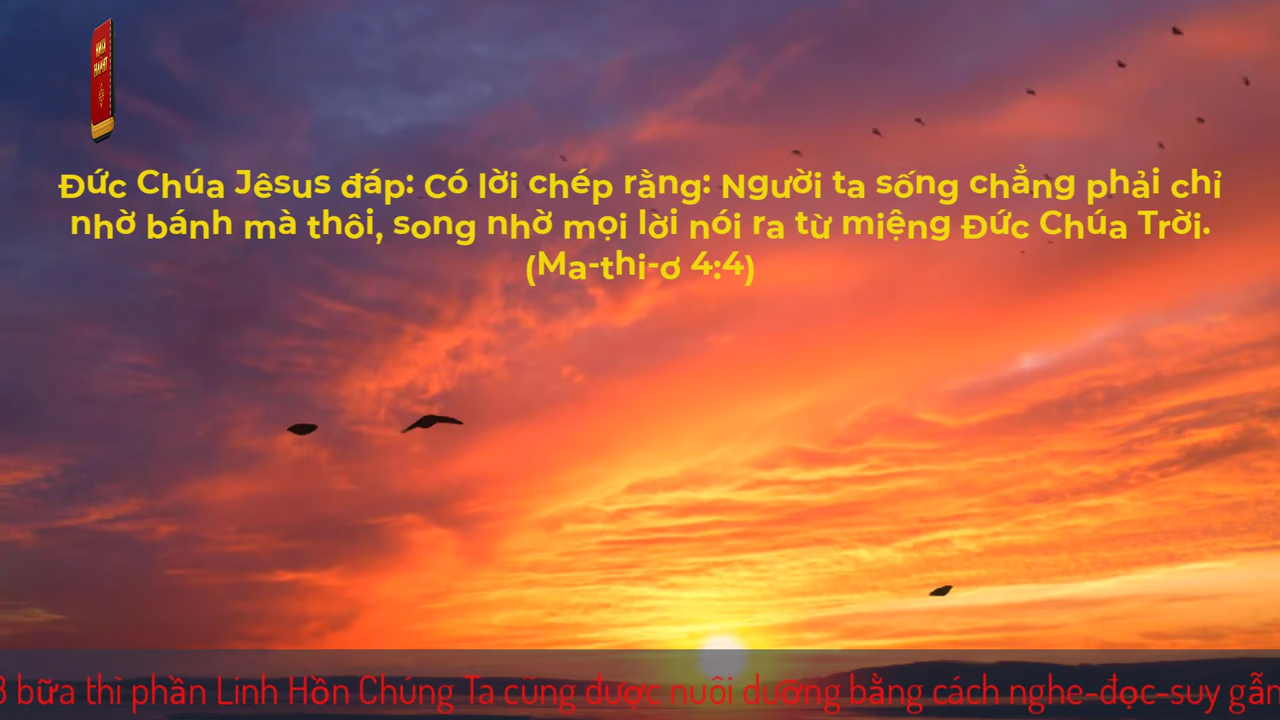 Đức Chúa Jêsus đáp: Có lời chép rằng: Người ta sống chẳng phải chỉ
nhờ bánh mà thôi, song nhờ mọi lời nói ra từ miệng Đức Chúa Trời.
(Ma-thi-ơ 4:4)
3 bữa thì phần Linh Hồn Chúng Ta cũng được nuôi dưỡng bằng cách nghe-đọc-suy gẫm